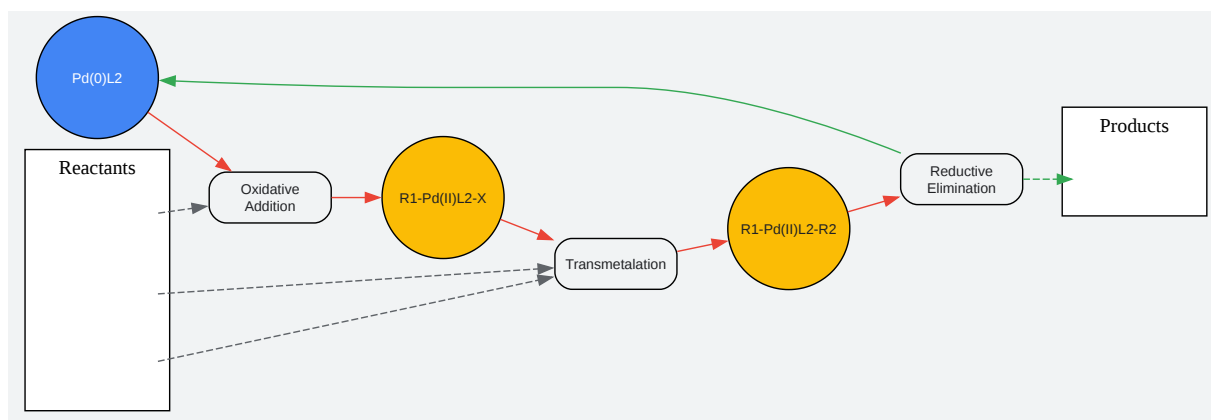 Pd(0)L2
Reactants
Oxidative
Addition
R1-Pd(II)L2-X
Transmetalation
R1-Pd(II)L2-R2
Reductive
Elimination
Products